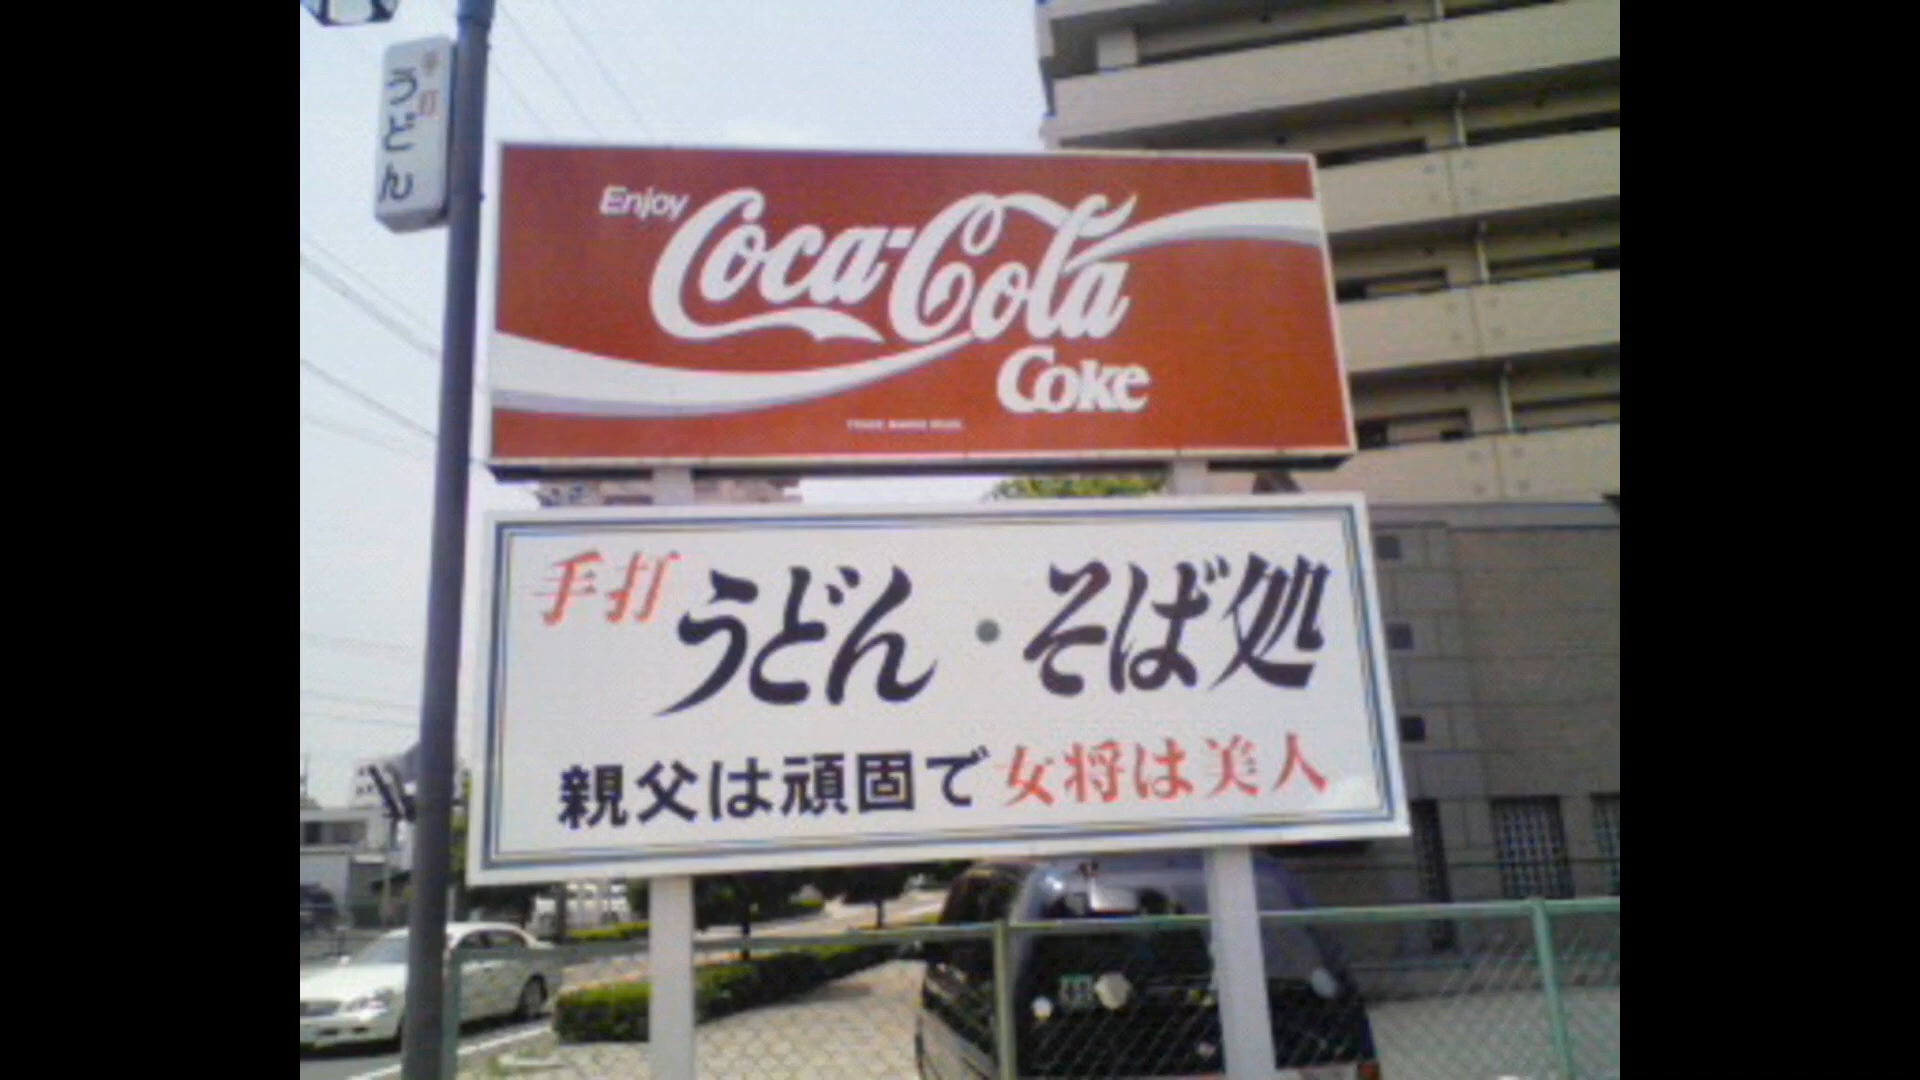 手打
うどん
Enjoy
Coca-Cola
Coke
手打うどん・そば処
親父は頑固で女将は美人